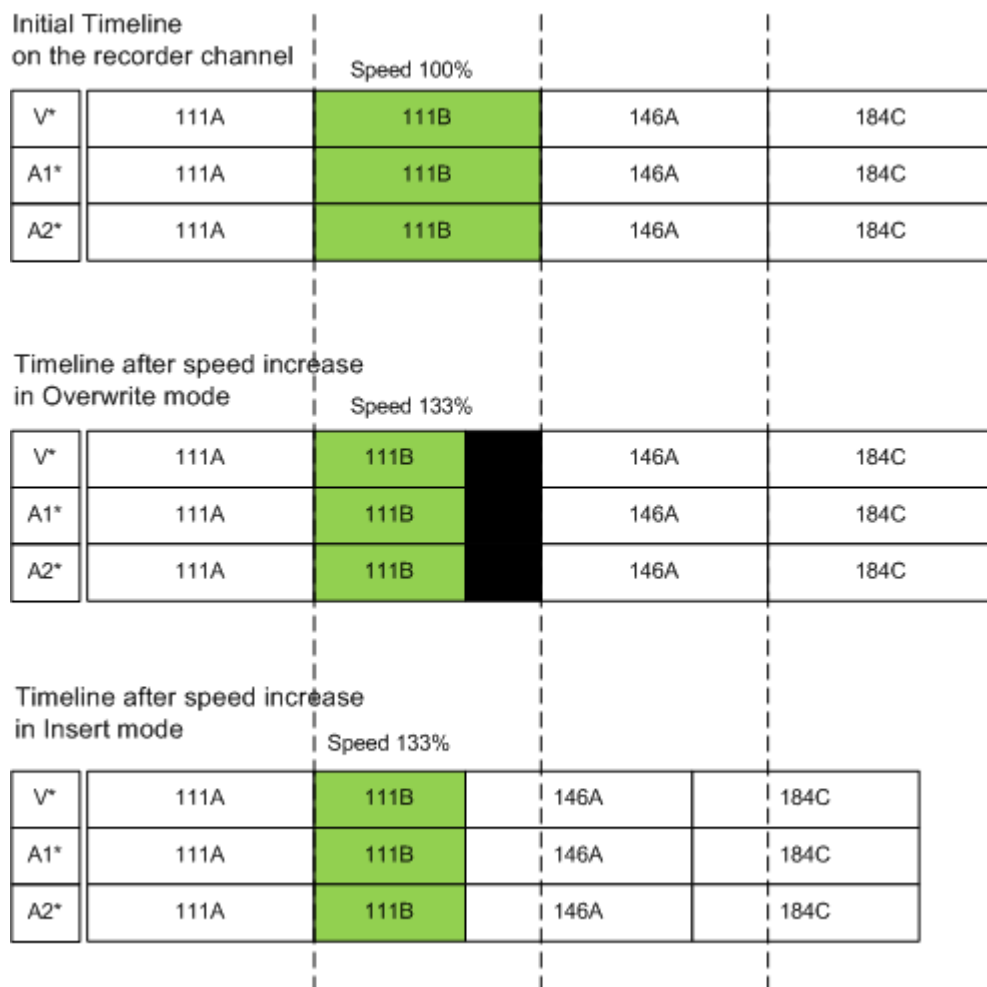 Initial Timeline
on the recorder channel
Speed 100%
V* 111A 111B 146A 184C
A1* 111A 111B 146A 184C
A2* 111A 111B 146A 184C
Timeline after speed increase
in Overwrite mode
Speed 133%
V* 111A 111B 146A 184C
A1* 111A 111B 146A 184C
A2* 111A 111B 146A 184C
Timeline after speed increase
in Insert mode
Speed 133%
V* 111A 111B 146A 184C
A1* 111A 111B 146A 184C
A2* 111A 111B 146A 184C